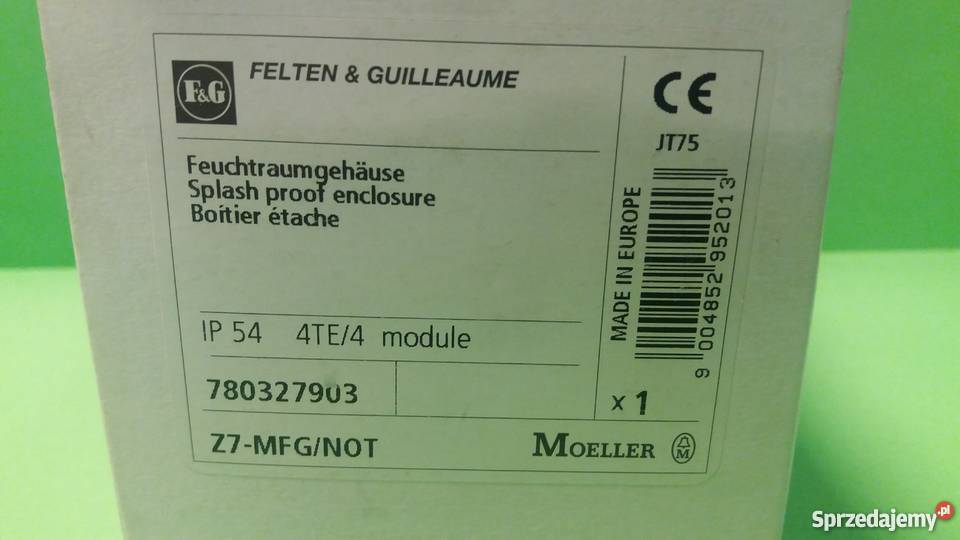 F&G
FELTEN & GUILLEAUME
CE
JT75
Feuchtraumgehäuse
Splash proof enclosure
Boîtier étache
MADE IN EUROPE
9 004852 952013
IP 54 4TE/4 module
780327903
x 1
Z7-MFG/NOT
MOELLER M
Sprzedajemy.pl